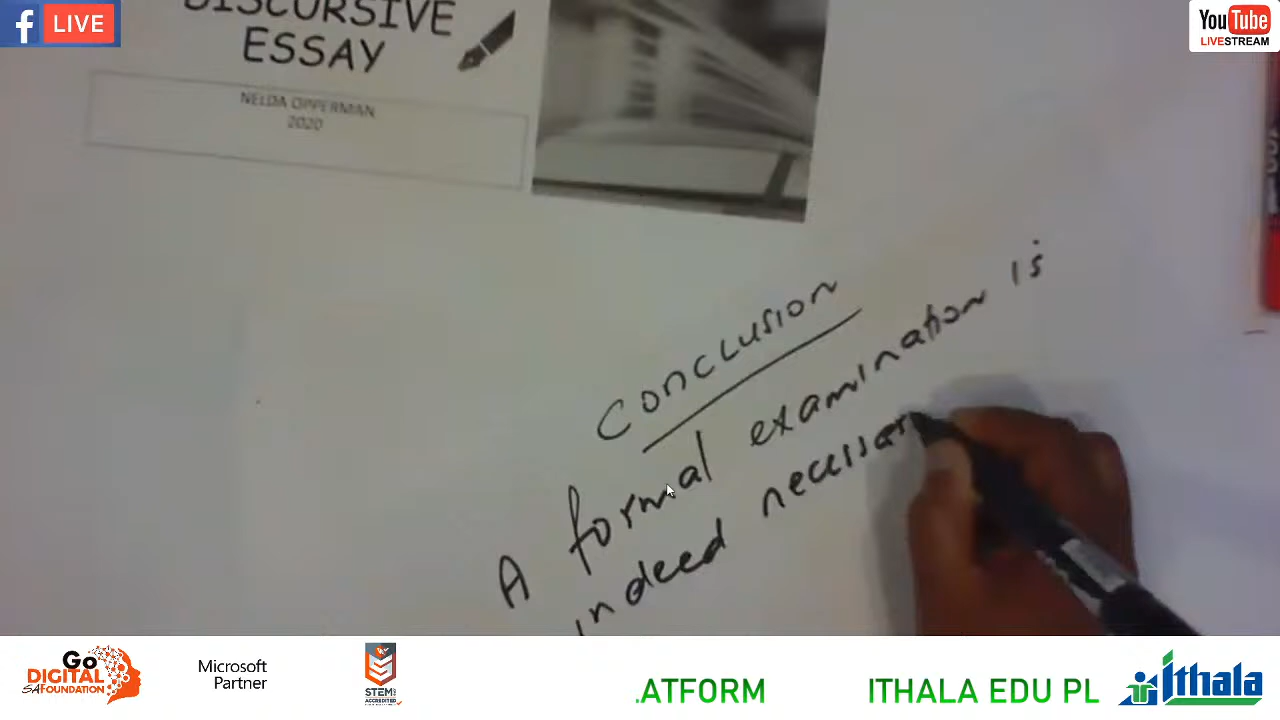 f LIVE
YouTube
LIVESTREAM
DISCURSIVE
ESSAY
NELDA OPPERMAN
2020
CONCLUSION
A formal examination is
indeed necessar
Go
DIGITAL
SA FOUNDATION
Microsoft
Partner
STEM
ACCREDITED
.ATFORM
ITHALA EDU PL
Ithala